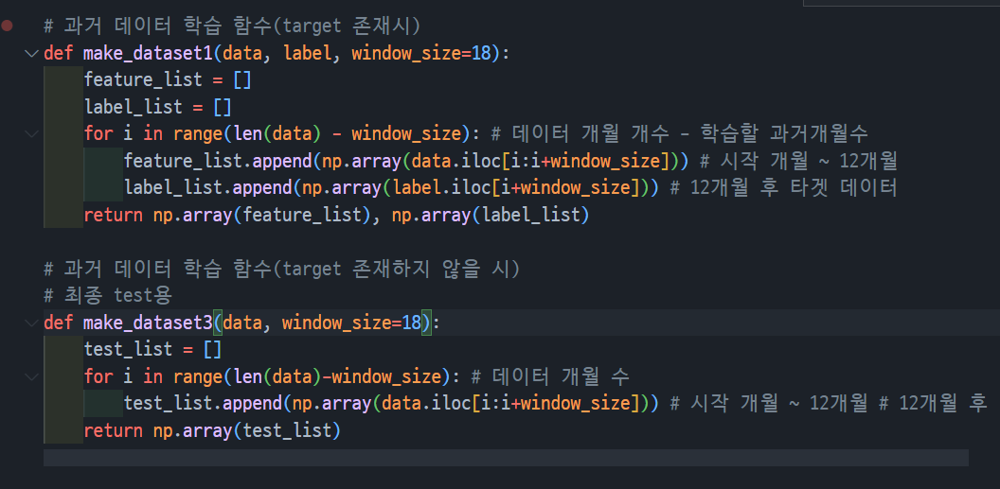 # 과거 데이터 학습 함수(target 존재시)
def make_dataset1(data, label, window_size=18):
    feature_list = []
    label_list = []
    for i in range(len(data) - window_size): # 데이터 개월 개수 - 학습할 과거개월수
        feature_list.append(np.array(data.iloc[i:i+window_size])) # 시작 개월 ~ 12개월
        label_list.append(np.array(label.iloc[i+window_size])) # 12개월 후 타겟 데이터
    return np.array(feature_list), np.array(label_list)
# 과거 데이터 학습 함수(target 존재하지 않을 시)
# 최종 test용
def make_dataset3(data, window_size=18):
    test_list = []
    for i in range(len(data)-window_size): # 데이터 개월 수
        test_list.append(np.array(data.iloc[i:i+window_size])) # 시작 개월 ~ 12개월 # 12개월 후
    return np.array(test_list)